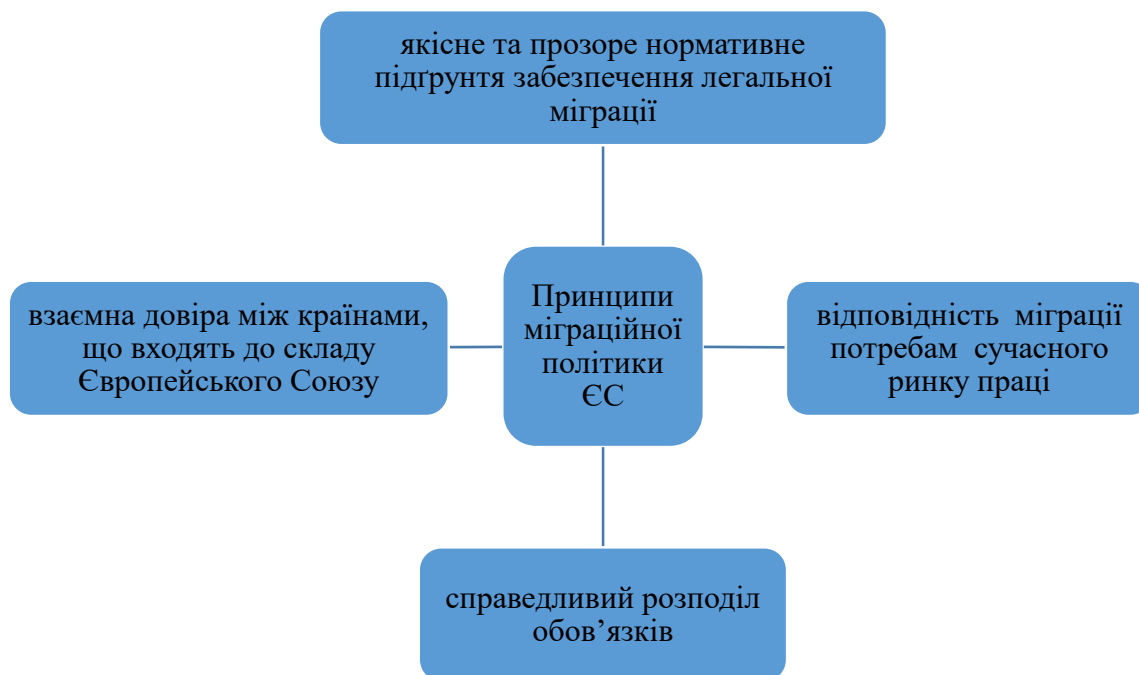 якісне та прозоре нормативне
підґрунтя забезпечення легальної
міграції
взаємна довіра між країнами,
що входять до складу
Європейського Союзу
Принципи
міграційної
політики
ЄС
відповідність міграції
потребам сучасного
ринку праці
справедливий розподіл
обов’язків